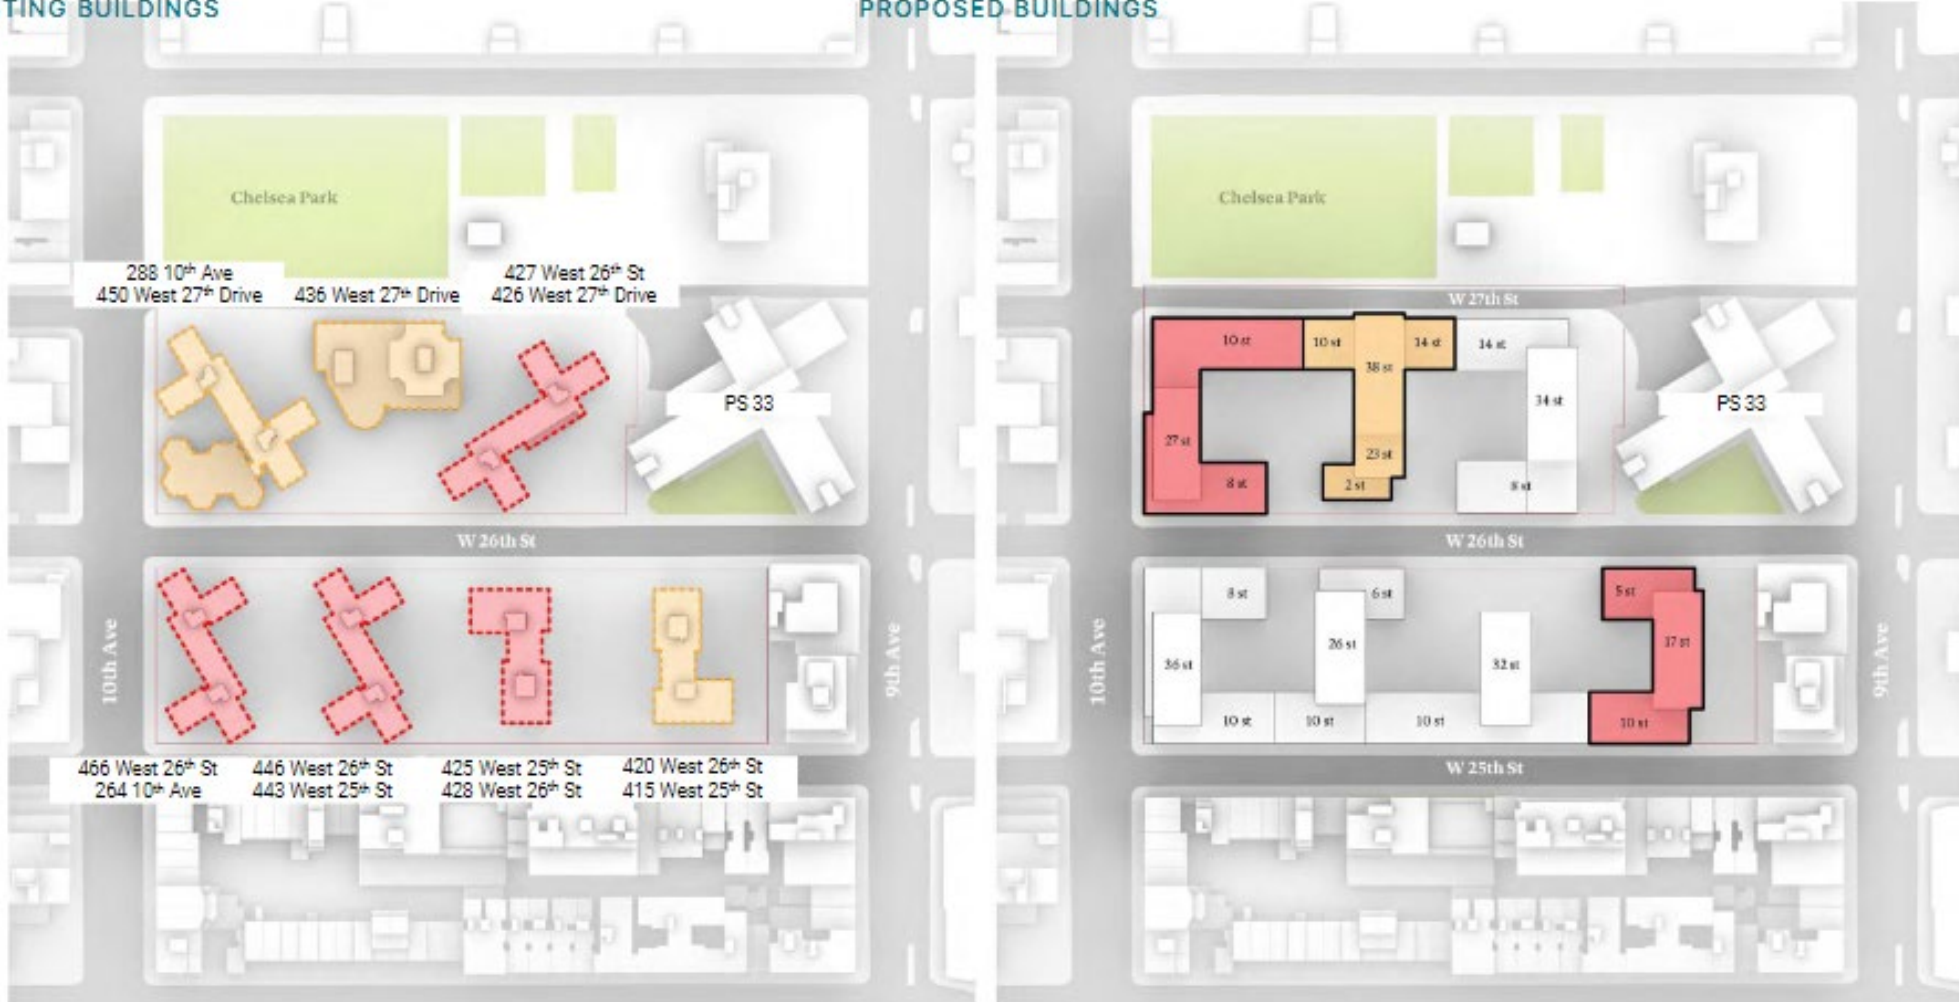 TING BUILDINGS
PROPOSED BUILDINGS
Chelsea Park
288 10th Ave
450 West 27th Drive
436 West 27th Drive
427 West 26th St
426 West 27th Drive
PS 33
W 26th St
10th Ave
9th Ave
466 West 26th St
264 10th Ave
446 West 26th St
443 West 25th St
425 West 25th St
428 West 26th St
420 West 26th St
415 West 25th St
Chelsea Park
W 27th St
10 st
10 st
14 st
14 st
38 st
34 st
PS 33
27 st
23 st
8 st
2 st
8 st
W 26th St
8 st
6 st
5 st
10th Ave
36 st
26 st
32 st
37 st
9th Ave
10 st
10 st
10 st
10 st
W 25th St